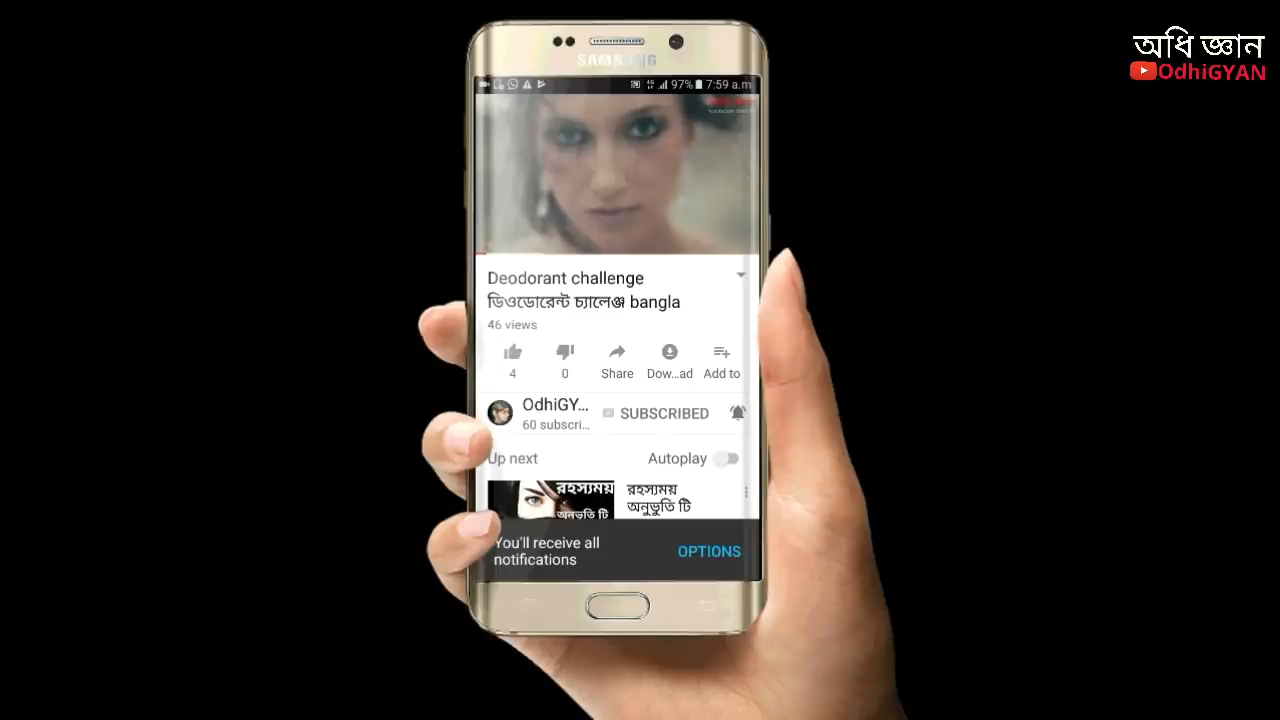 অধি জ্ঞান
OdhiGYAN
SAMSUNG
97% 7:59 a.m
Deodorant challenge
ডিওডোরেন্ট চ্যালেঞ্জ bangla
46 views
4 0 Share Dow...ad Add to
OdhiGY... SUBSCRIBED
60 subscri...
Up next Autoplay
রহস্যময়
অনুভূতি টি
রহস্যময়
অনুভুতি টি
You'll receive all
notifications
OPTIONS